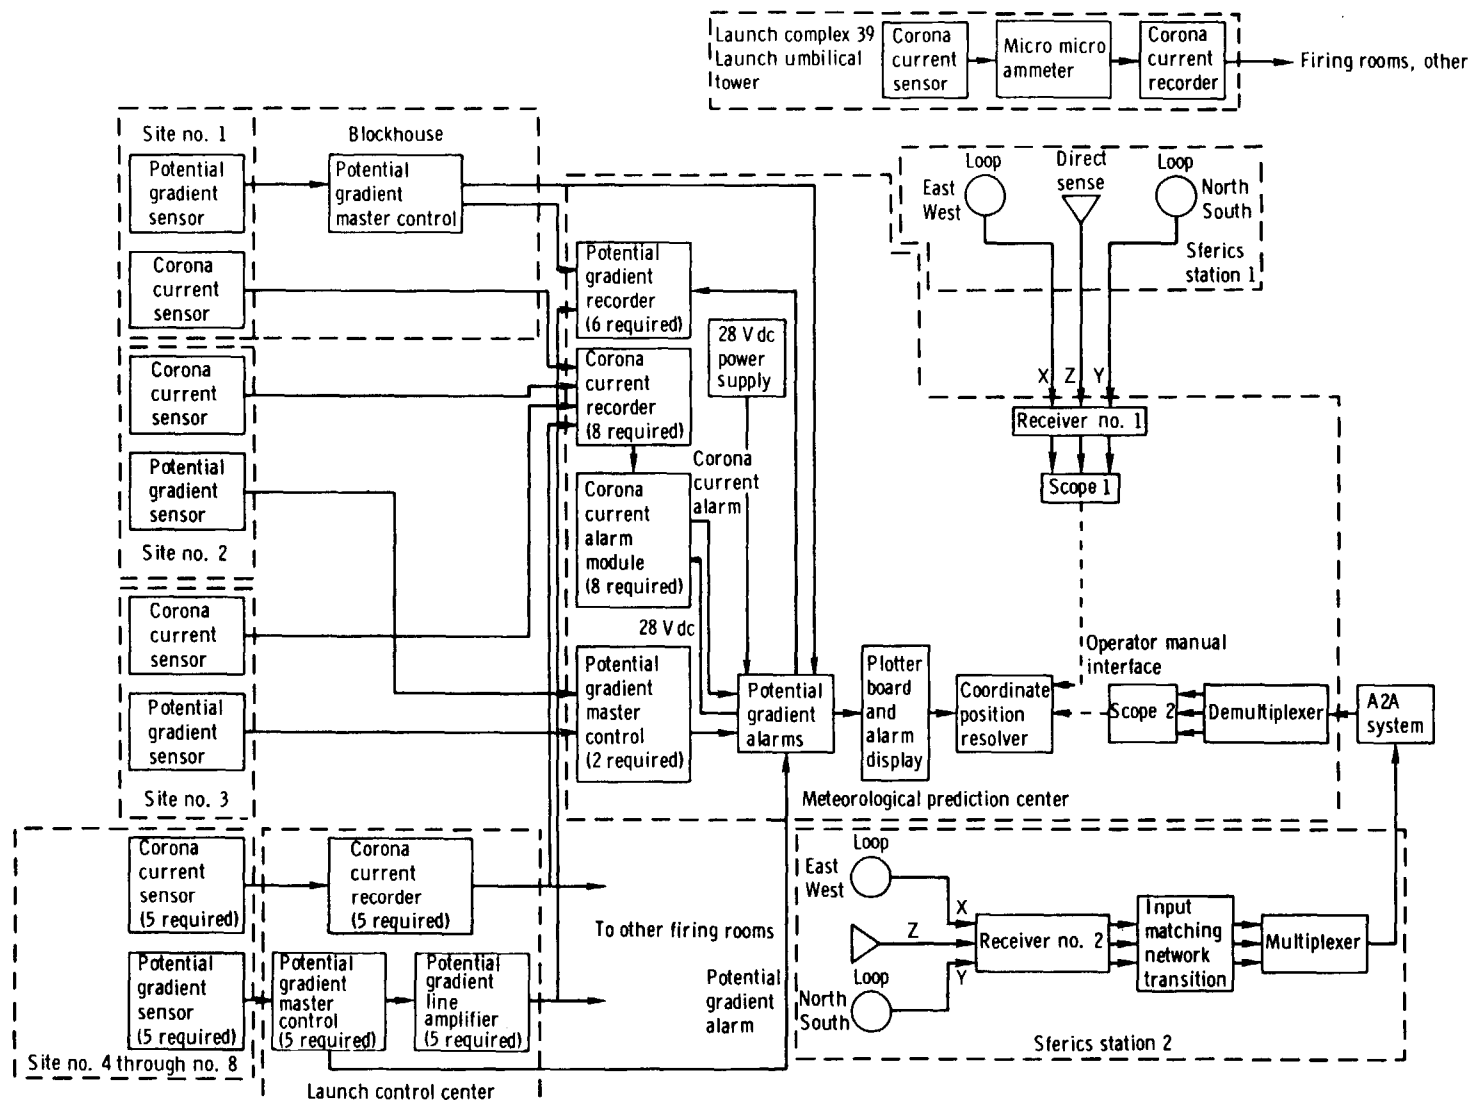 Launch complex 39
Launch umbilical
tower
Corona
current
sensor
Micro micro
ammeter
Corona
current
recorder
Firing rooms, other
Site no. 1
Blockhouse
Potential
gradient
sensor
Potential
gradient
master control
Corona
current
sensor
Corona
current
sensor
Potential
gradient
sensor
Site no. 2
Corona
current
sensor
Potential
gradient
sensor
Site no. 3
Potential
gradient
recorder
(6 required)
Corona
current
recorder
(8 required)
Corona
current
alarm
module
(8 required)
28 V dc
power
supply
Corona
current
alarm
28 V dc
Potential
gradient
master
control
(2 required)
Potential
gradient
alarms
Plotter
board
and
alarm
display
Coordinate
position
resolver
Operator manual
interface
Scope 2
Demultiplexer
A2A
system
Meteorological prediction center
Loop
East
West
Direct
sense
Loop
North
South
Sferics
station 1
X
Z
Y
Receiver no. 1
Scope 1
Corona
current
sensor
(5 required)
Corona
current
recorder
(5 required)
Potential
gradient
sensor
(5 required)
Potential
gradient
master
control
(5 required)
Potential
gradient
line
amplifier
(5 required)
Site no. 4 through no. 8
Launch control center
To other firing rooms
Potential
gradient
alarm
Loop
East
West
X
Z
Y
Loop
North
South
Receiver no. 2
Input
matching
network
transition
Multiplexer
Sferics station 2